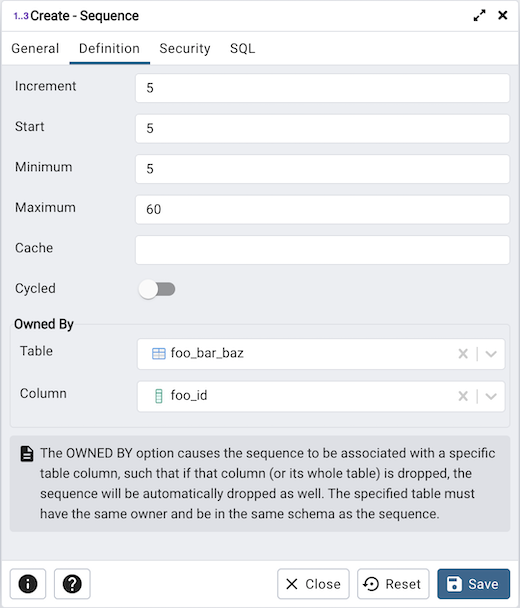 1..3 Create - Sequence
General Definition Security SQL
Increment 5
Start 5
Minimum 5
Maximum 60
Cache
Cycled
Owned By
Table foo_bar_baz
Column foo_id
The OWNED BY option causes the sequence to be associated with a specific
table column, such that if that column (or its whole table) is dropped, the
sequence will be automatically dropped as well. The specified table must
have the same owner and be in the same schema as the sequence.
Close Reset Save